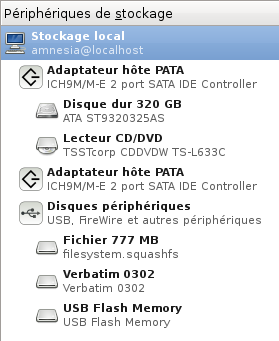 Périphériques de stockage
Stockage local
amnesia@localhost
Adaptateur hôte PATA
ICH9M/M-E 2 port SATA IDE Controller
Disque dur 320 GB
ATA ST9320325AS
Lecteur CD/DVD
TSSTcorp CDDVDW TS-L633C
Adaptateur hôte PATA
ICH9M/M-E 2 port SATA IDE Controller
Disques périphériques
USB, FireWire et autres périphériques
Fichier 777 MB
filesystem.squashfs
Verbatim 0302
Verbatim 0302
USB Flash Memory
USB Flash Memory